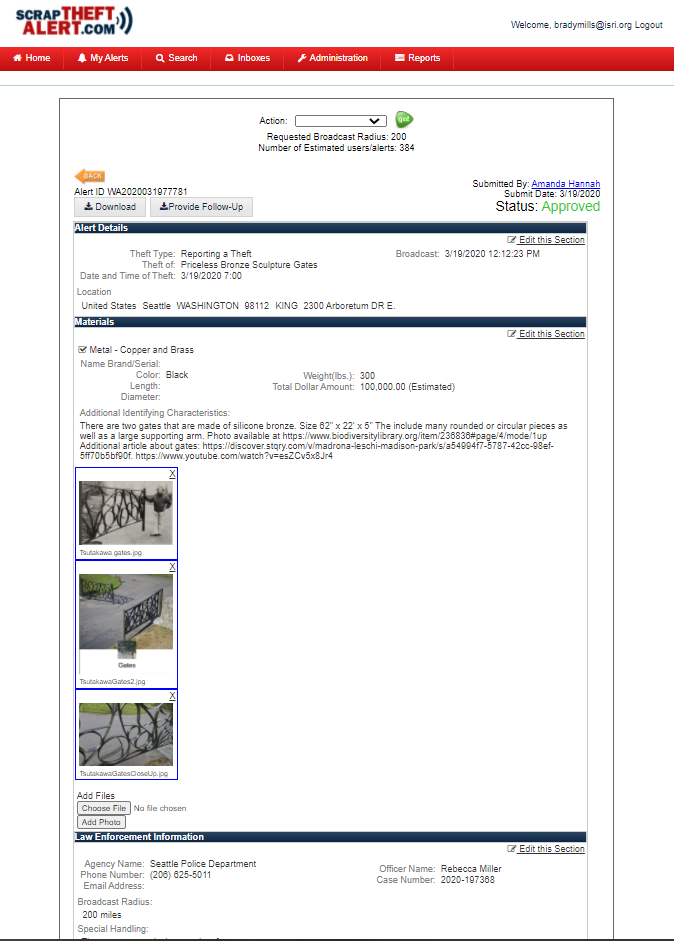 SCRAP THEFT
ALERT.COM
Welcome, bradymills@isri.org Logout
Home My Alerts Search Inboxes Administration Reports
Action: go!
Requested Broadcast Radius: 200
Number of Estimated users/alerts: 384
BACK
Alert ID WA2020031977781
Submitted By: Amanda Hannah
Submit Date: 3/19/2020
Status: Approved
Download Provide Follow-Up
Alert Details
Edit this Section
Theft Type: Reporting a Theft Broadcast: 3/19/2020 12:12:23 PM
Theft of: Priceless Bronze Sculpture Gates
Date and Time of Theft: 3/19/2020 7:00
Location
United States Seattle WASHINGTON 98112 KING 2300 Arboretum DR E.
Materials
Edit this Section
Metal - Copper and Brass
Name Brand/Serial:
Color: Black Weight(lbs.): 300
Length: Total Dollar Amount: 100,000.00 (Estimated)
Diameter:
Additional Identifying Characteristics:
There are two gates that are made of silicone bronze. Size 62" x 22' x 5" The include many rounded or circular pieces as
well as a large supporting arm. Photo available at https://www.biodiversitylibrary.org/item/236836#page/4/mode/1up
Additional article about gates: https://discover.stqry.com/v/madrona-leschi-madison-park/s/a54994f7-5787-42cc-98ef-
5ff70b5bf90f. https://www.youtube.com/watch?v=esZCv5x8Jr4
X
Tsutakawa gates.jpg
X
Gates
TsutakawaGates2.jpg
X
TsutakawaGatesCloseUp.jpg
Add Files
Choose File No file chosen
Add Photo
Law Enforcement Information
Edit this Section
Agency Name: Seattle Police Department Officer Name: Rebecca Miller
Phone Number: (206) 625-5011 Case Number: 2020-197368
Email Address:
Broadcast Radius:
200 miles
Special Handling: